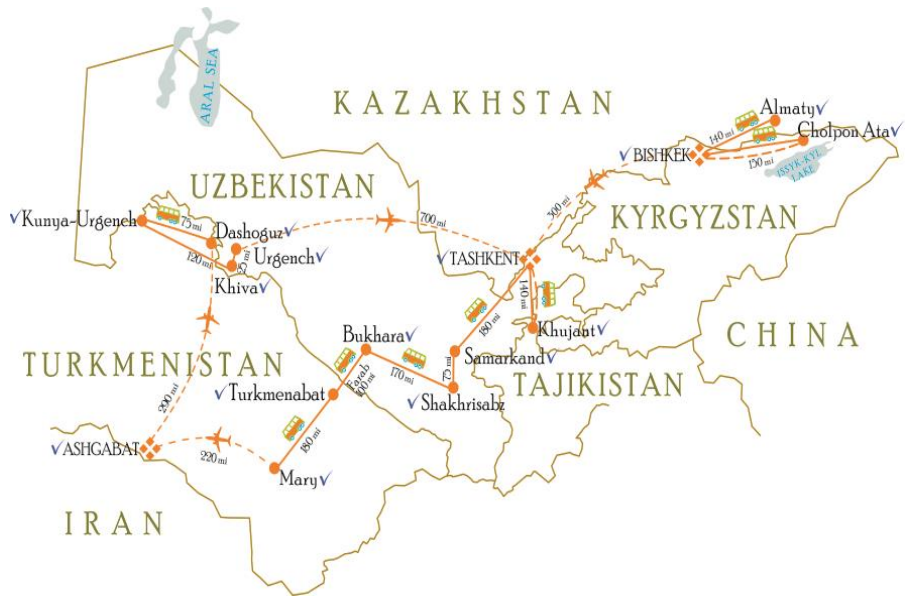 ARAL SEA
KAZAKHSTAN
Almaty
140 mi
Cholpon Ata
BISHKEK
150 mi
ISSYK-KYL
LAKE
UZBEKISTAN
300 mi
KYRGYZSTAN
Kunya-Urgench
75 mi
Dashoguz
700 mi
120 mi
Urgench
TASHKENT
Khiva
140 mi
180 mi
Khujant
CHINA
Bukhara
TURKMENISTAN
Samarkand
Farab
100 mi
170 mi
75 mi
TAJIKISTAN
Turkmenabat
Shakhrisabz
290 mi
180 mi
ASHGABAT
220 mi
Mary
IRAN